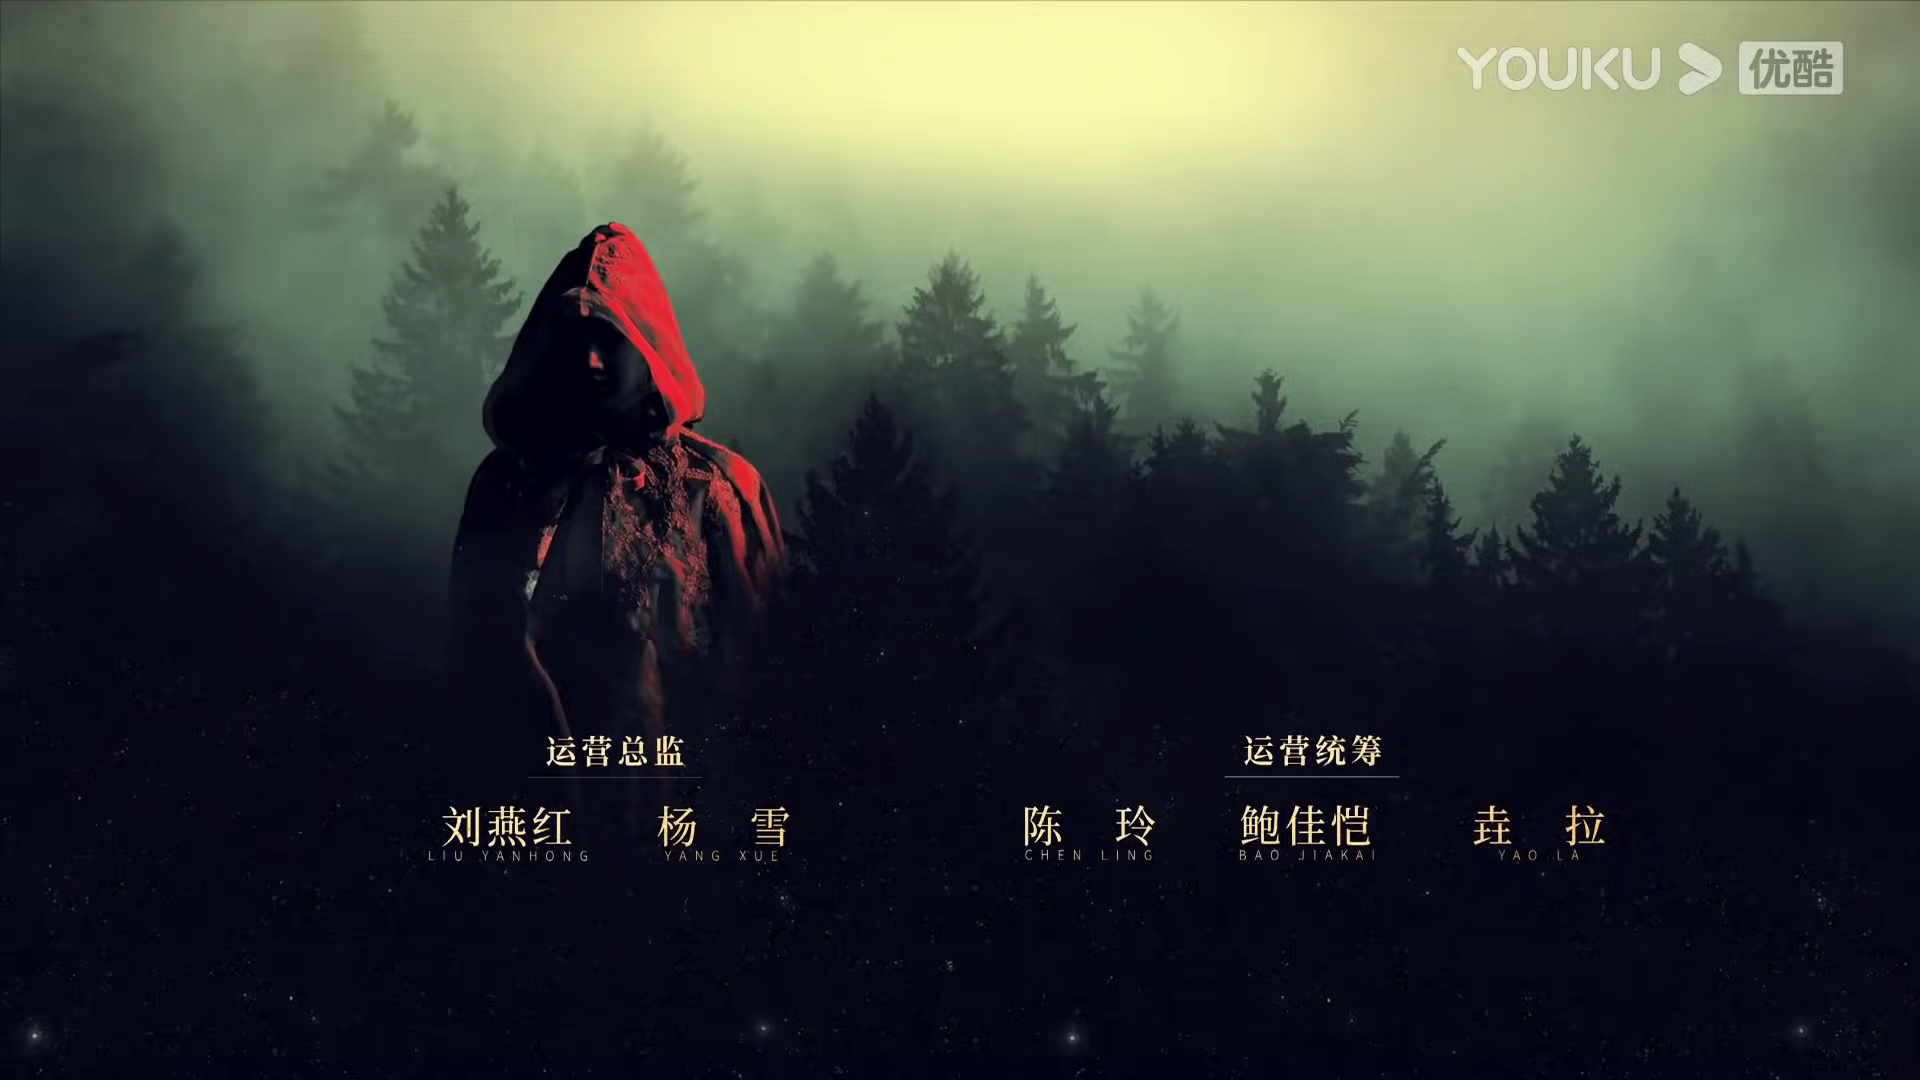 YOUKU 优酷
运营总监
刘燕红 杨雪
LIU YANHONG YANG XUE
运营统筹
陈玲 鲍佳恺 垚拉
CHEN LING BAO JIAKAI YAO LA